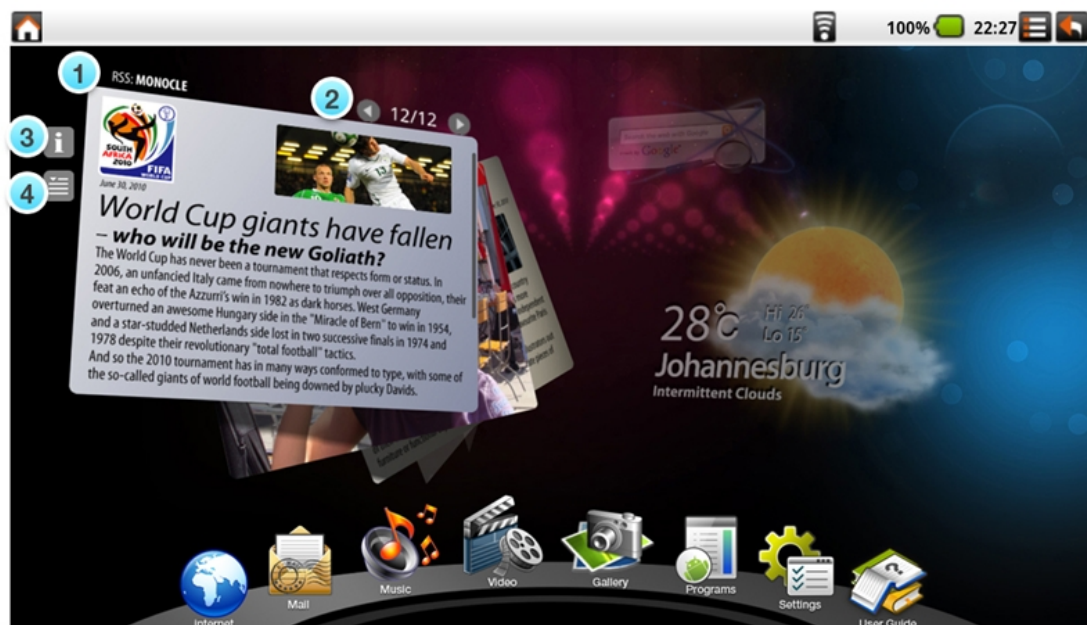 100% 22:27
1 RSS: MONOCLE
2 12/12
3 i
4
SOUTH
AFRICA
2010
FIFA
WORLD CUP
13
June 30, 2010
World Cup giants have fallen
– who will be the new Goliath?
The World Cup has never been a tournament that respects form or status. In
2006, an unfancied Italy came from nowhere to triumph over all opposition, their
feat an echo of the Azzurri's win in 1982 as dark horses. West Germany
overturned an awesome Hungary side in the "Miracle of Bern" to win in 1954,
and a star-studded Netherlands side lost in two successive finals in 1974 and
1978 despite their revolutionary "total football" tactics.
And so the 2010 tournament has in many ways conformed to type, with some of
the so-called giants of world football being downed by plucky Davids.
Google
28°C Hi 26°
Lo 15°
Johannesburg
Intermittent Clouds
Internet
Mail
Music
Video
Gallery
Programs
Settings
User Guide